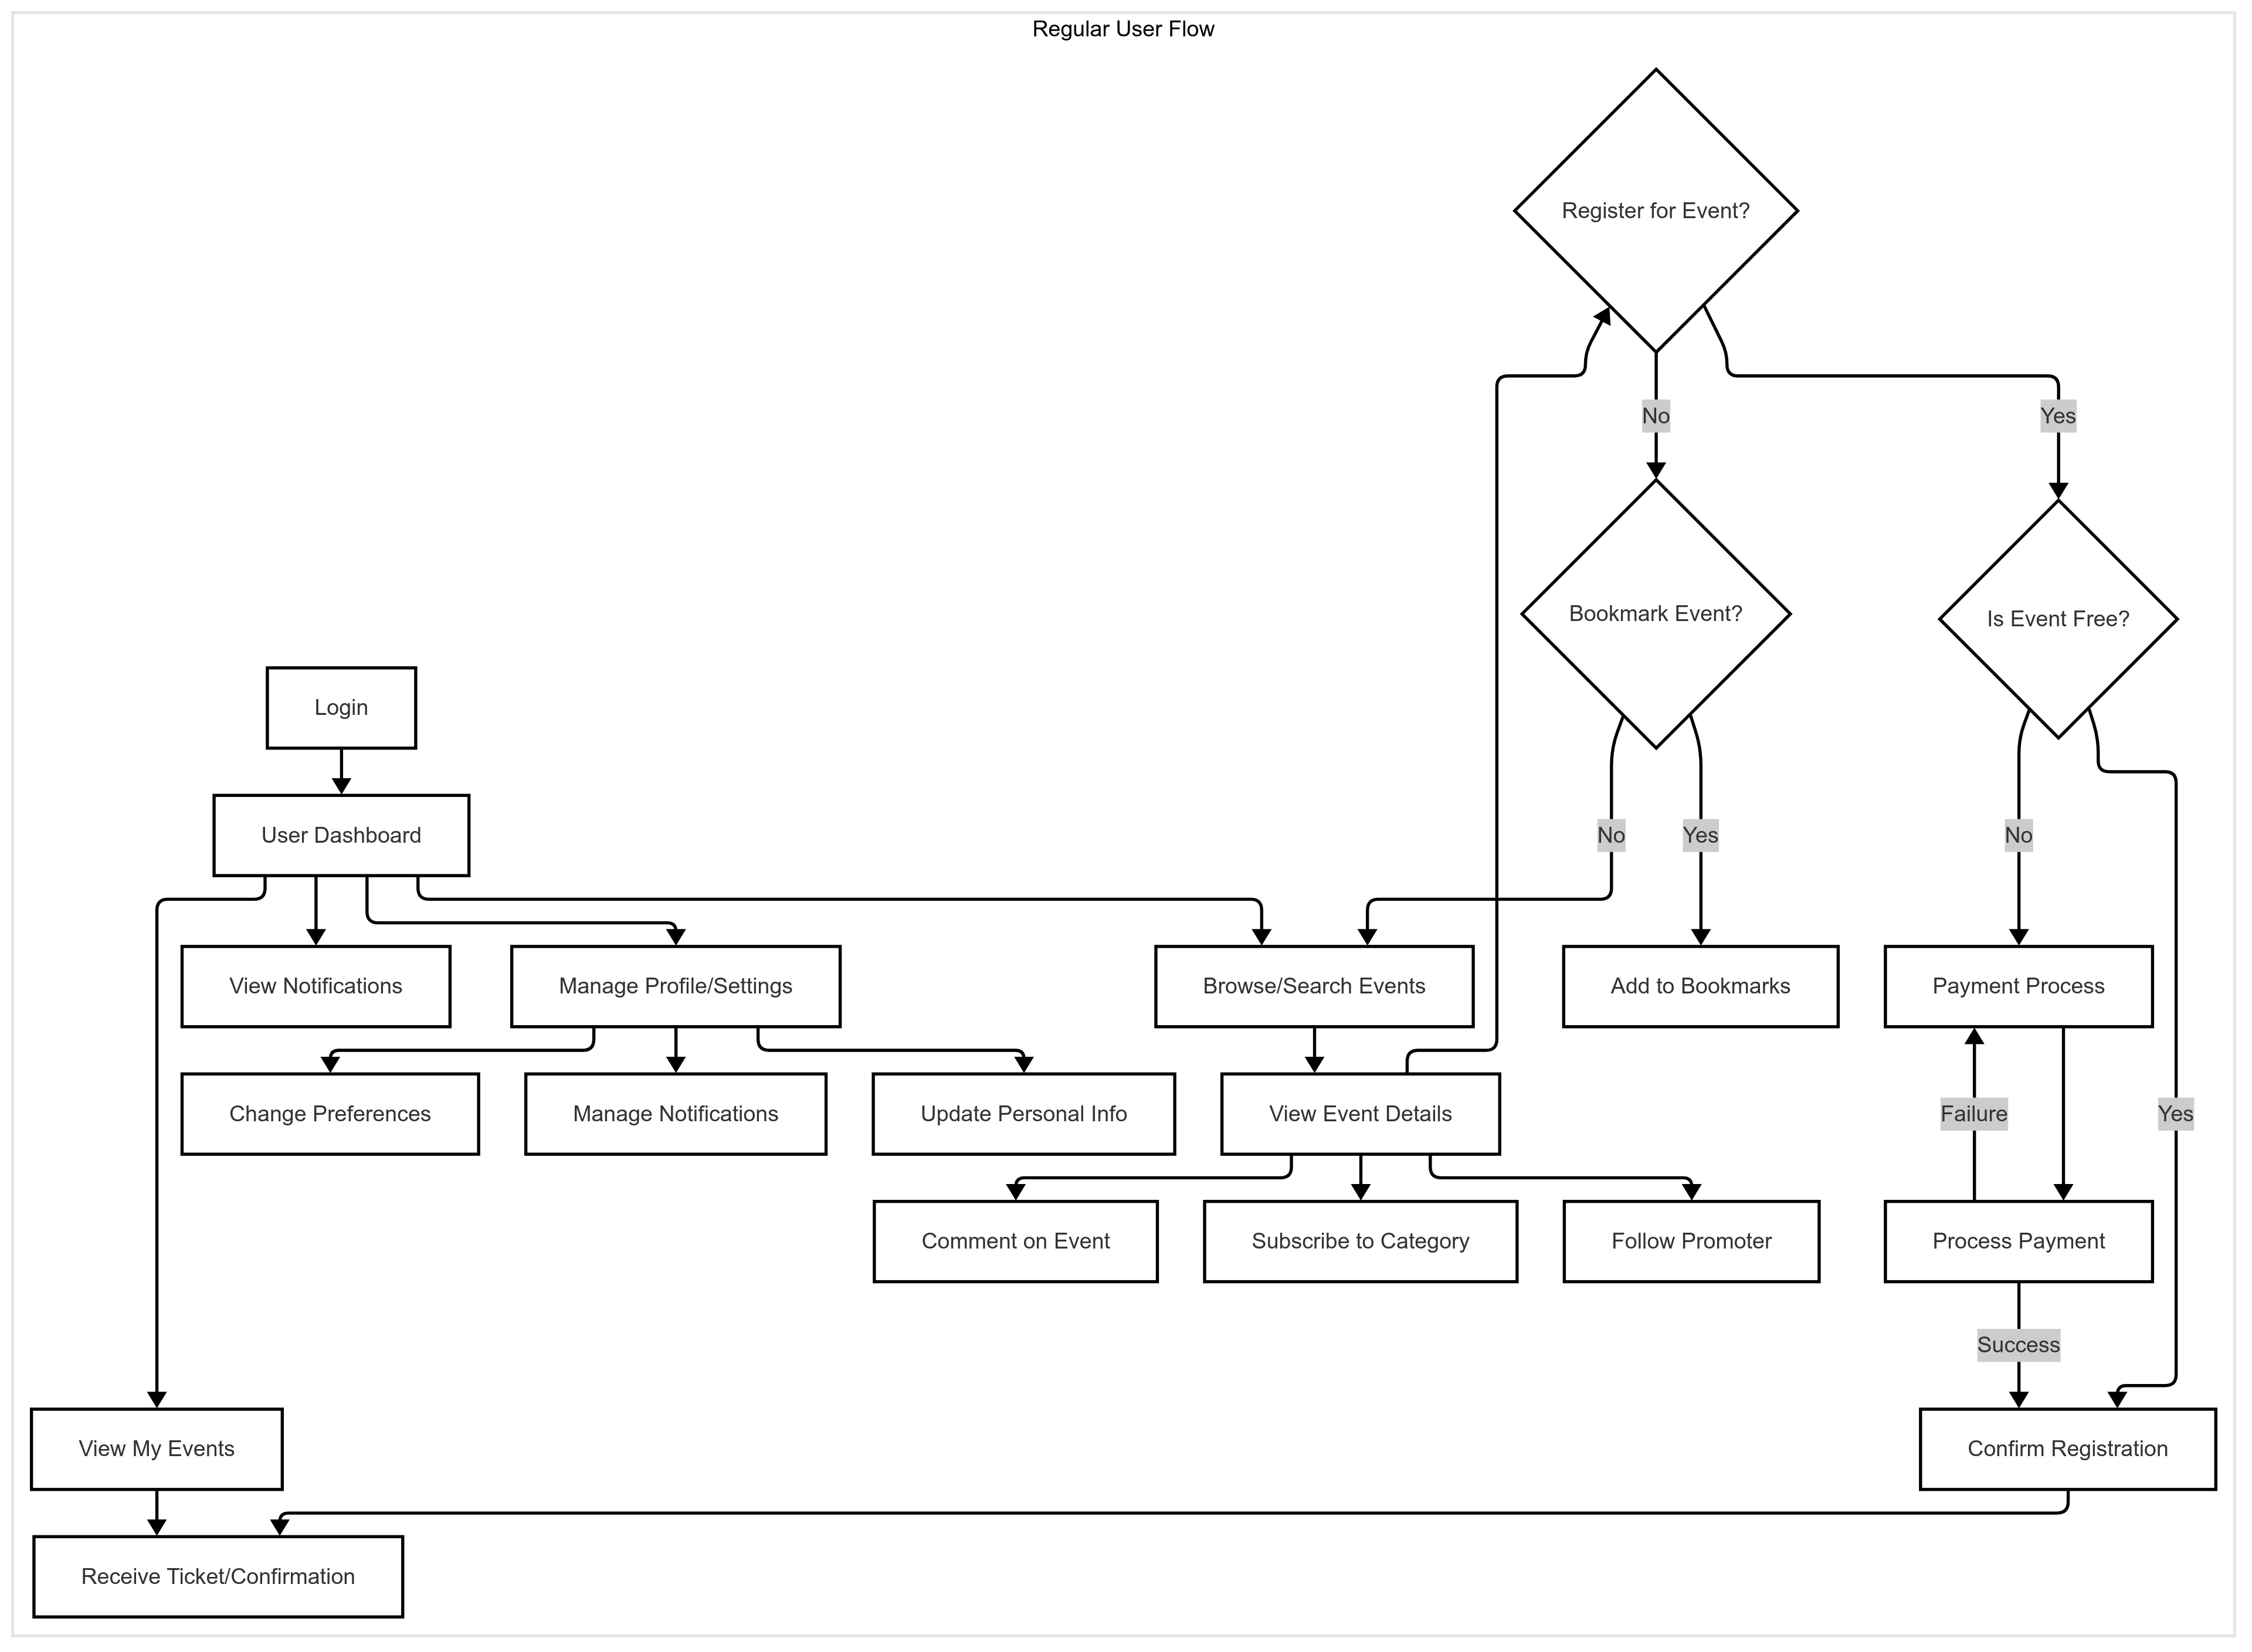 Regular User Flow
Register for Event?
No
Yes
Bookmark Event?
Is Event Free?
Login
User Dashboard
No
Yes
No
View Notifications
Manage Profile/Settings
Browse/Search Events
Add to Bookmarks
Payment Process
Change Preferences
Manage Notifications
Update Personal Info
View Event Details
Failure
Yes
Comment on Event
Subscribe to Category
Follow Promoter
Process Payment
Success
View My Events
Confirm Registration
Receive Ticket/Confirmation